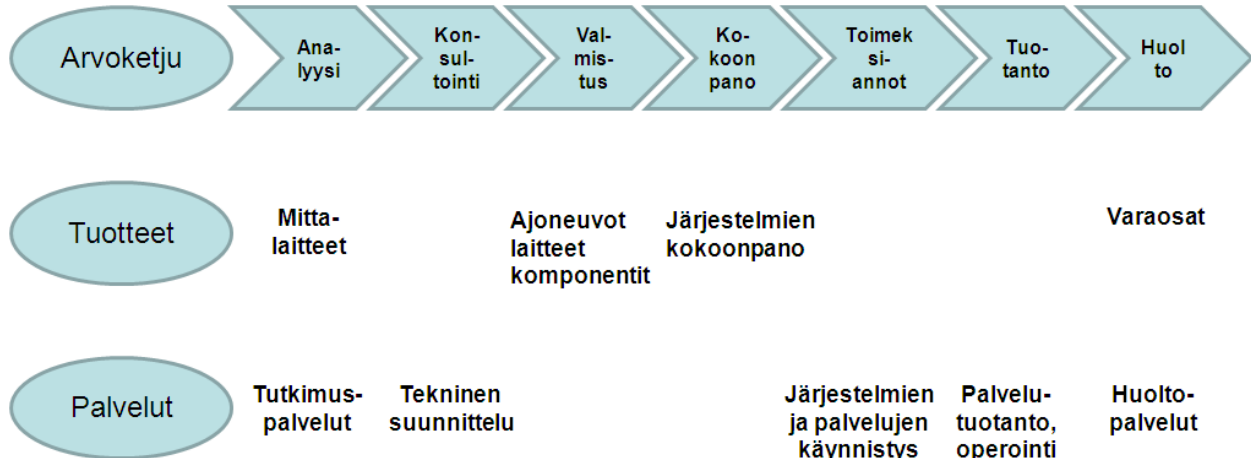 Arvoketju
Ana-
lyysi
Kon-
sul-
tointi
Val-
mis-
tus
Ko-
koon
pano
Toimek
si-
annot
Tuo-
tanto
Huol
to
Tuotteet
Mitta-
laitteet
Ajoneuvot
laitteet
komponentit
Järjestelmien
kokoonpano
Varaosat
Palvelut
Tutkimus-
palvelut
Tekninen
suunnittelu
Järjestelmien
ja palvelujen
käynnistys
Palvelu-
tuotanto,
operointi
Huolto-
palvelut